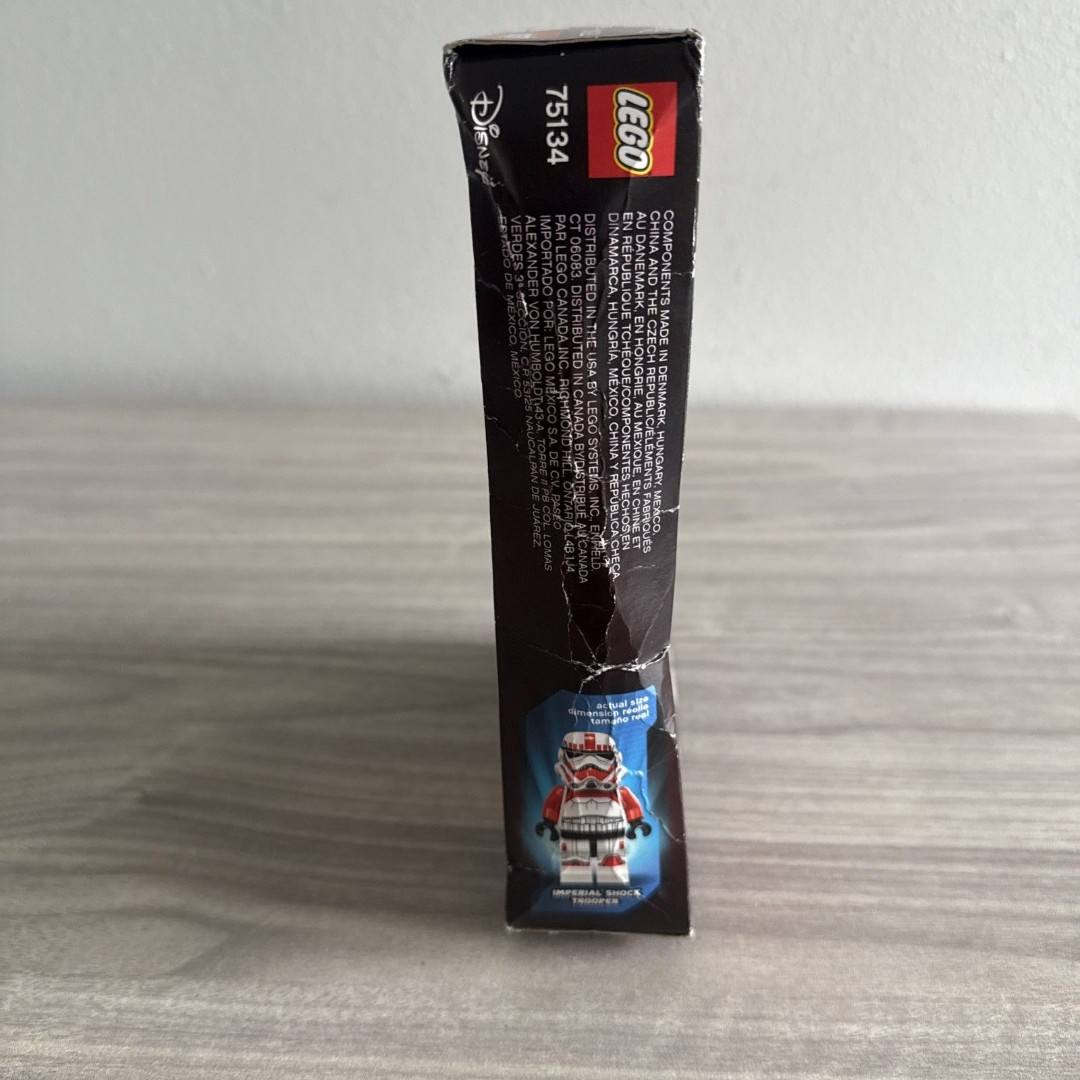 LEGO
75134
Disney
COMPONENTS MADE IN DENMARK, HUNGARY, MEXICO,
CHINA AND THE CZECH REPUBLIC/ÉLÉMENTS FABRIQUÉS
AU DANEMARK, EN HONGRIE, AU MEXIQUE, EN CHINE ET
EN RÉPUBLIQUE TCHÈQUE/COMPONENTES HECHOS EN
DINAMARCA, HUNGRÍA, MÉXICO, CHINA Y REPÚBLICA CHECA.
DISTRIBUTED IN THE USA BY LEGO SYSTEMS, INC., ENFIELD,
CT 06083. DISTRIBUTED IN CANADA BY/DISTRIBUÉ AU CANADA
PAR LEGO CANADA INC., RICHMOND HILL, ONTARIO L4B 1J4
IMPORTADO POR: LEGO MÉXICO S.A. DE C.V. PASEO
ALEXANDER VON HUMBOLDT 43-A, TORRE II PB COL. LOMAS
VERDES 3ª SECCIÓN, C.P. 53125 NAUCALPAN DE JUÁREZ,
ESTADO DE MÉXICO, MÉXICO
actual size
dimension réelle
tamaño real
IMPERIAL SHOCK
TROOPER